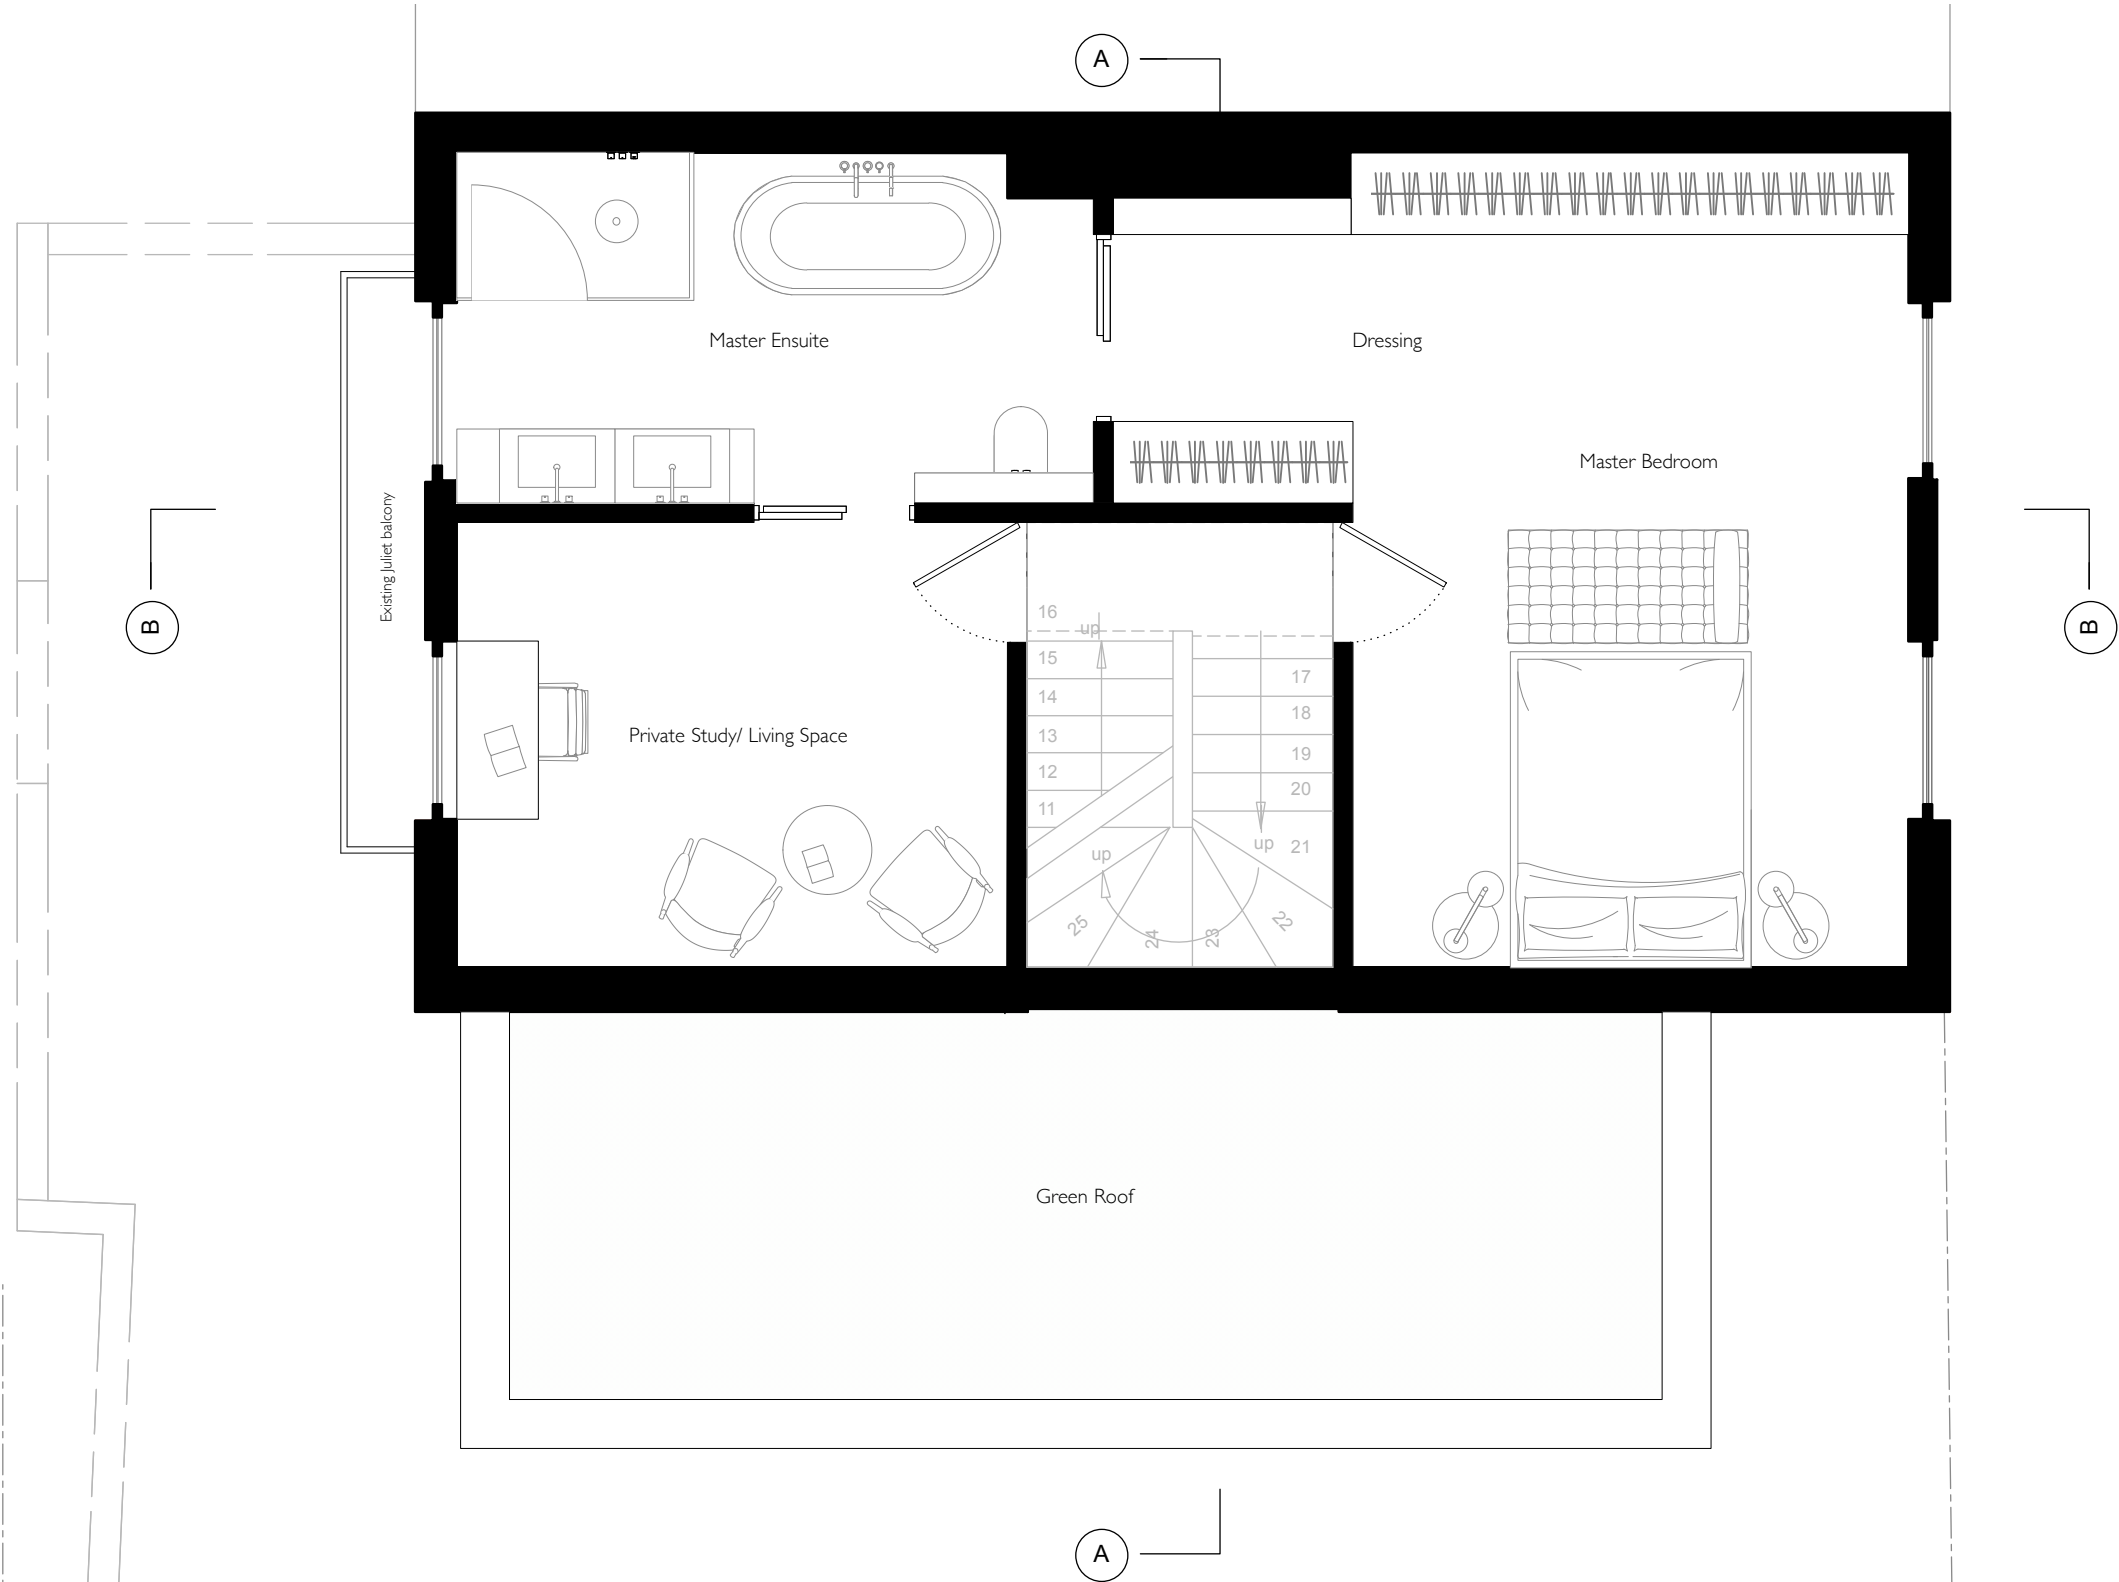 A
Master Ensuite
Dressing
Master Bedroom
Existing Juliet balcony
B
B
16
up
15
17
14
18
13
19
12
20
11
up
21
up
25
24
23
22
Private Study/ Living Space
Green Roof
A